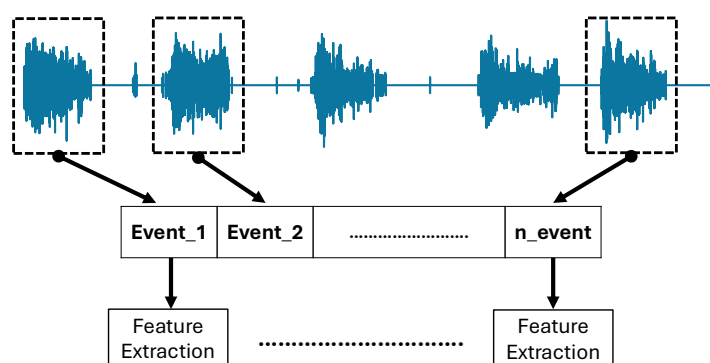 Event_1 Event_2 ........................ n_event
Feature Feature
Extraction ................................ Extraction